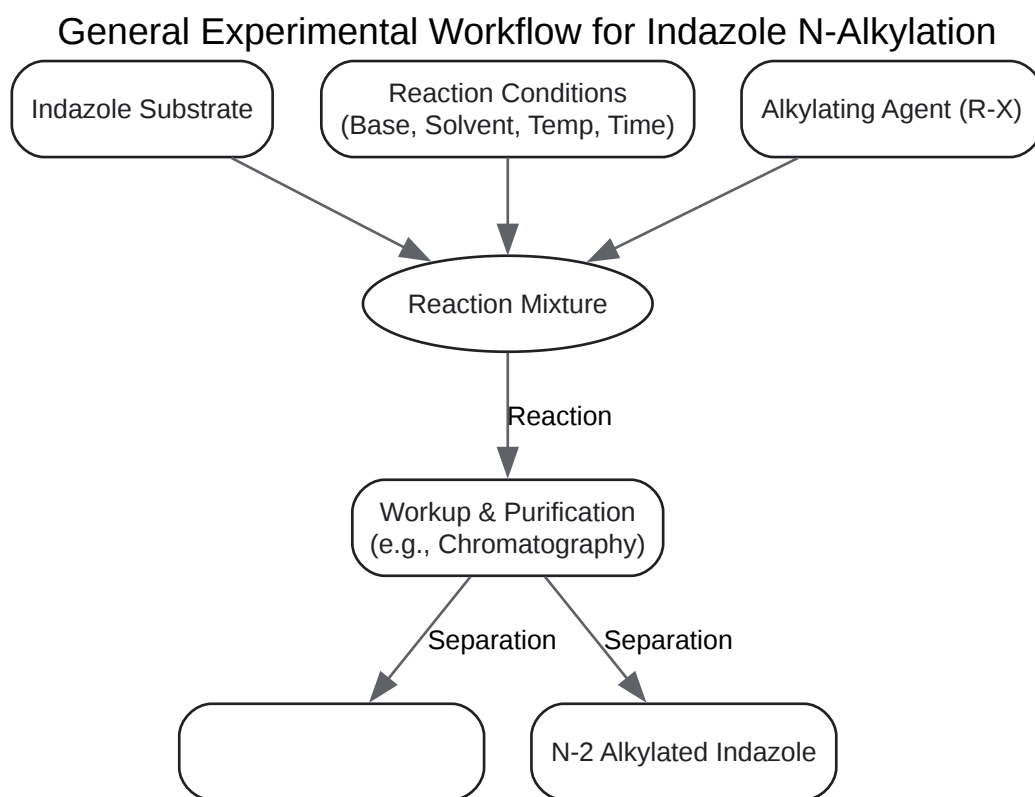 General Experimental Workflow for Indazole N-Alkylation
Indazole Substrate
Reaction Conditions
(Base, Solvent, Temp, Time)
Alkylating Agent (R-X)
Reaction Mixture
Reaction
Workup & Purification
(e.g., Chromatography)
Separation
Separation
N-2 Alkylated Indazole